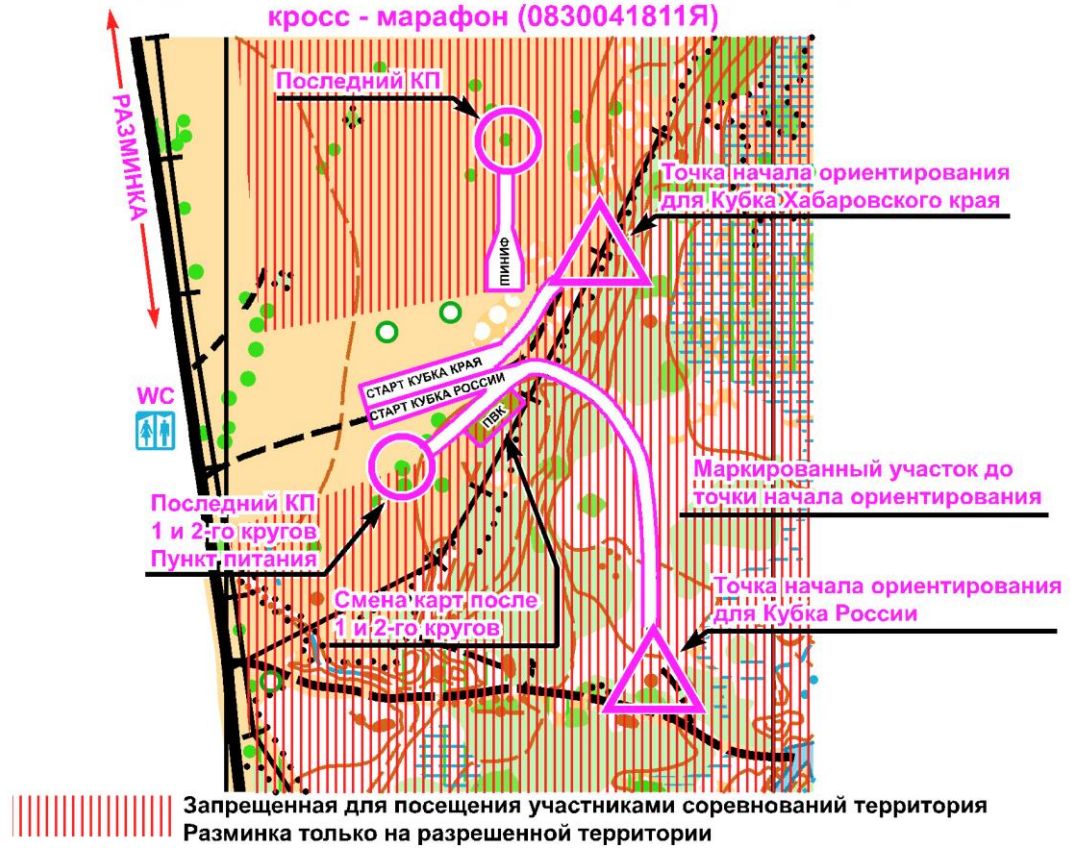 кросс - марафон (0830041811Я)
Последний КП
РАЗМИНКА
Точка начала ориентирования
для Кубка Хабаровского края
ФИНИШ
СТАРТ КУБКА КРАЯ
СТАРТ КУБКА РОССИИ
WC
ПВК
Маркированный участок до
точки начала ориентирования
Последний КП
1 и 2-го кругов
Пункт питания
Смена карт после
1 и 2-го кругов
Точка начала ориентирования
для Кубка России
Запрещенная для посещения участниками соревнований территория
Разминка только на разрешенной территории